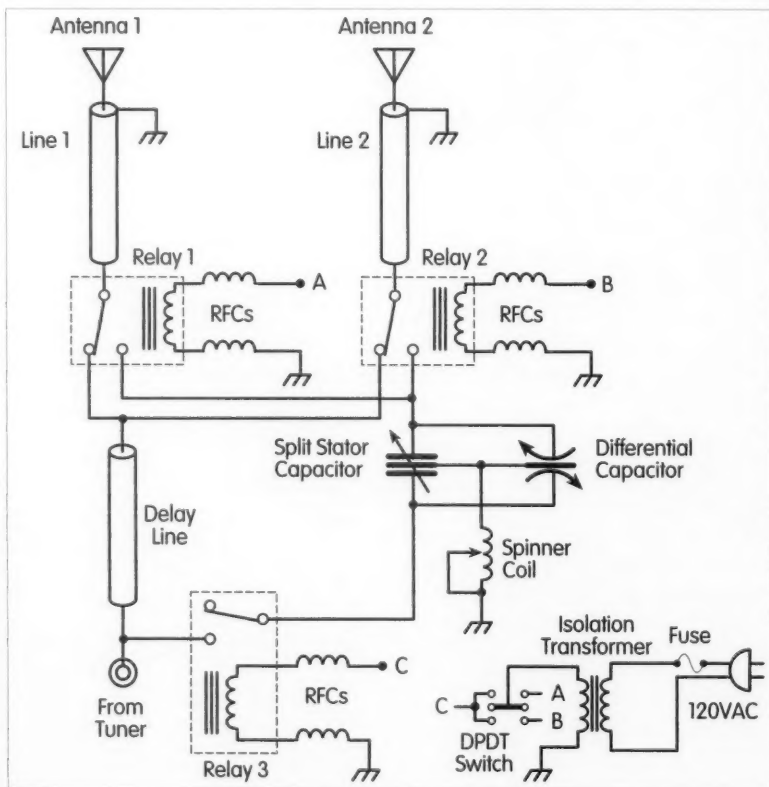 Antenna 1
Antenna 2
Line 1
Line 2
Relay 1
Relay 2
A
B
RFCs
RFCs
Split Stator
Capacitor
Differential
Capacitor
Delay
Line
Spinner
Coil
Isolation
Transformer
Fuse
C
RFCs
From
Tuner
Relay 3
C
A
B
DPDT
Switch
120VAC